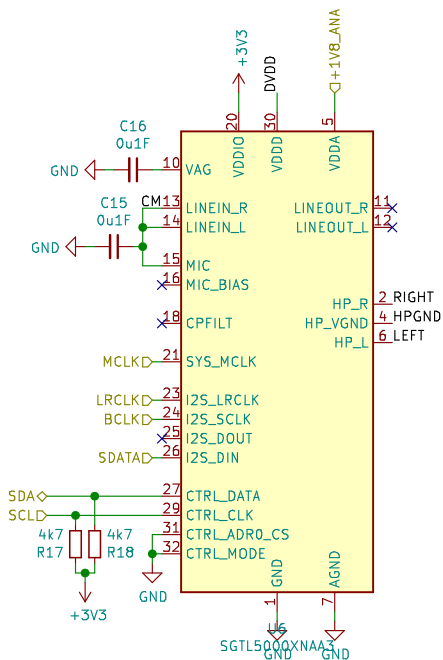 +3V3
DVDD
+1V8_ANA
20
30
5
VDDIO
VDDD
VDDA
C16
0u1F
GND
10
VAG
C15
0u1F
GND
CM
13
LINEIN_R
14
LINEIN_L
15
MIC
16
MIC_BIAS
18
CPFILT
LINEOUT_R
11
LINEOUT_L
12
HP_R
2
RIGHT
HP_VGND
4
HPGND
HP_L
6
LEFT
MCLK
21
SYS_MCLK
LRCLK
23
I2S_LRCLK
BCLK
24
I2S_SCLK
25
I2S_DOUT
SDATA
26
I2S_DIN
SDA
27
CTRL_DATA
SCL
29
CTRL_CLK
31
CTRL_ADR0_CS
32
CTRL_MODE
4k7
R17
4k7
R18
+3V3
GND
GND
1
AGND
7
U6
SGTL5000XNAA3
GND
GND